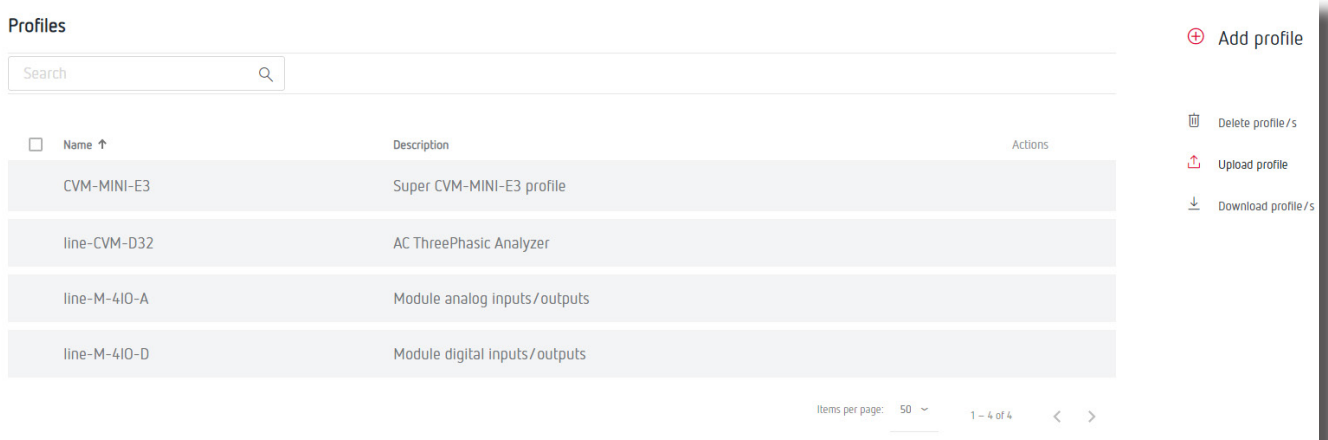 Profiles
Search
Name ↑ Description Actions
CVM-MINI-E3 Super CVM-MINI-E3 profile
line-CVM-D32 AC ThreePhasic Analyzer
line-M-4IO-A Module analog inputs/outputs
line-M-4IO-D Module digital inputs/outputs
Items per page: 50 1 – 4 of 4
Add profile
Delete profile/s
Upload profile
Download profile/s